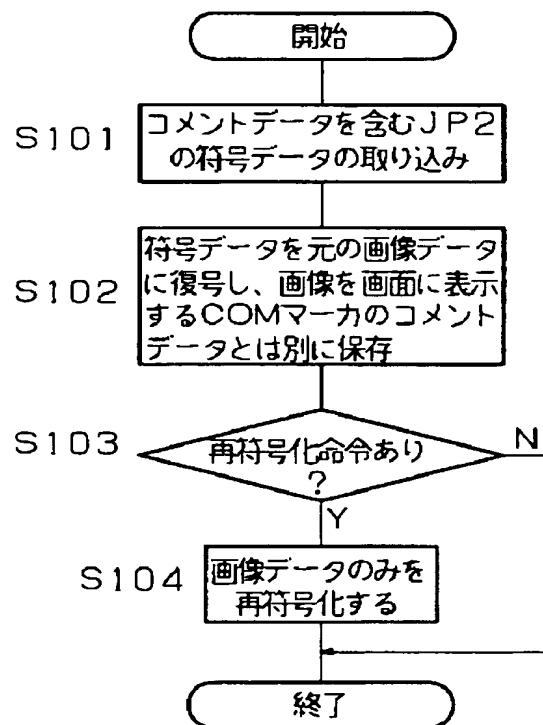 開始
S101
コメントデータを含むJP2
の符号データの取り込み
S102
符号データを元の画像データ
に復号し、画像を画面に表示
するCOMマーカのコメント
データとは別に保存
S103
再符号化命令あり
?
N
Y
S104
画像データのみを
再符号化する
終了